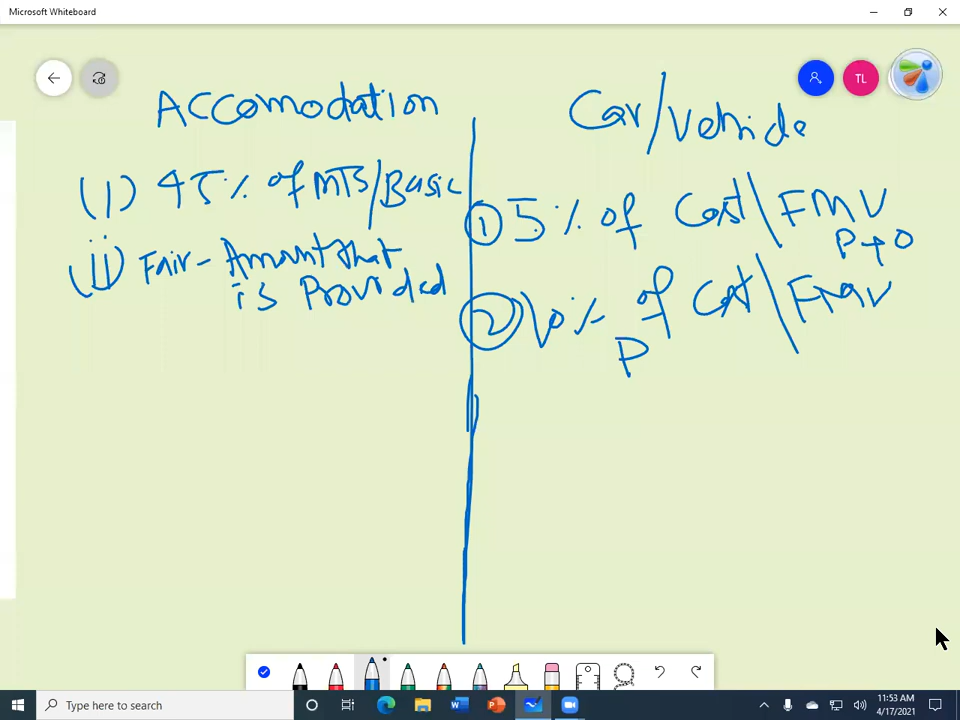 Microsoft Whiteboard
TL
Accomodation
(i) 45% of MTS/Basic
(ii) Fair-Amount that
is Provided
Car/Vehicle
① 5% of Cost \ FMV
P+O
② 10% of Cost \ FMV
P
Type here to search
11:53 AM
4/17/2021